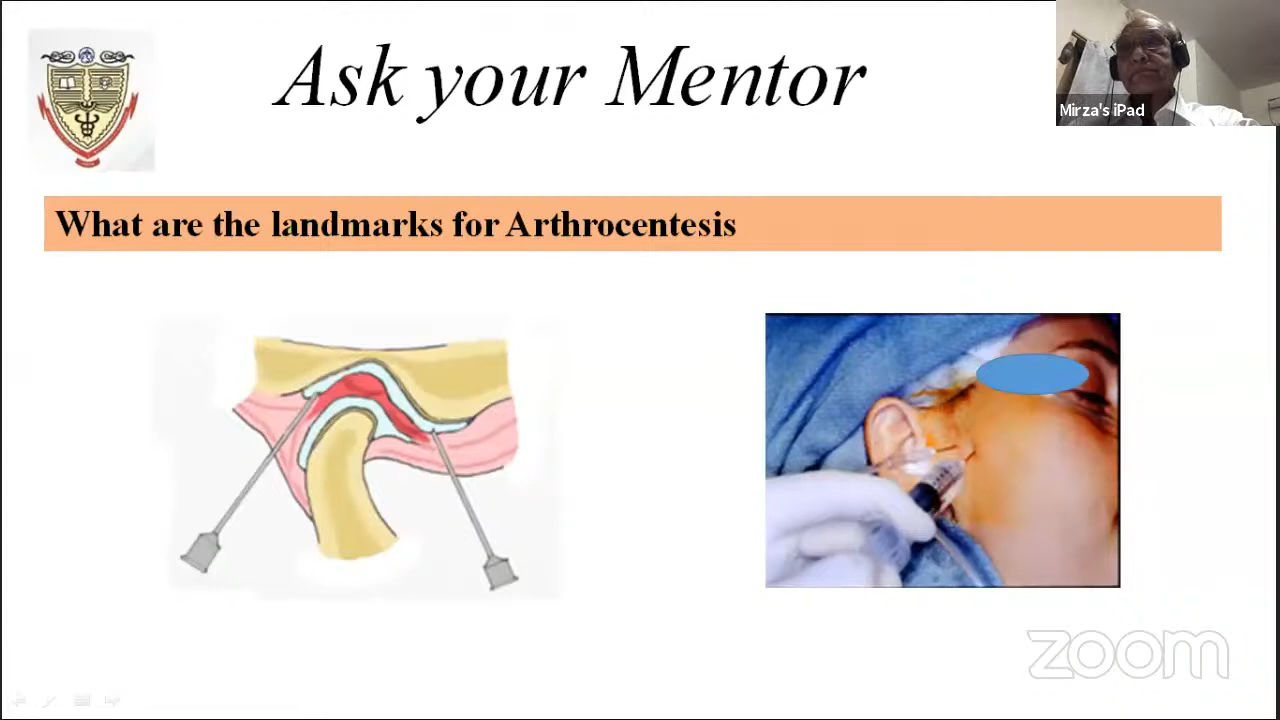 Ask your Mentor
Mirza's iPad
What are the landmarks for Arthrocentesis
zoom